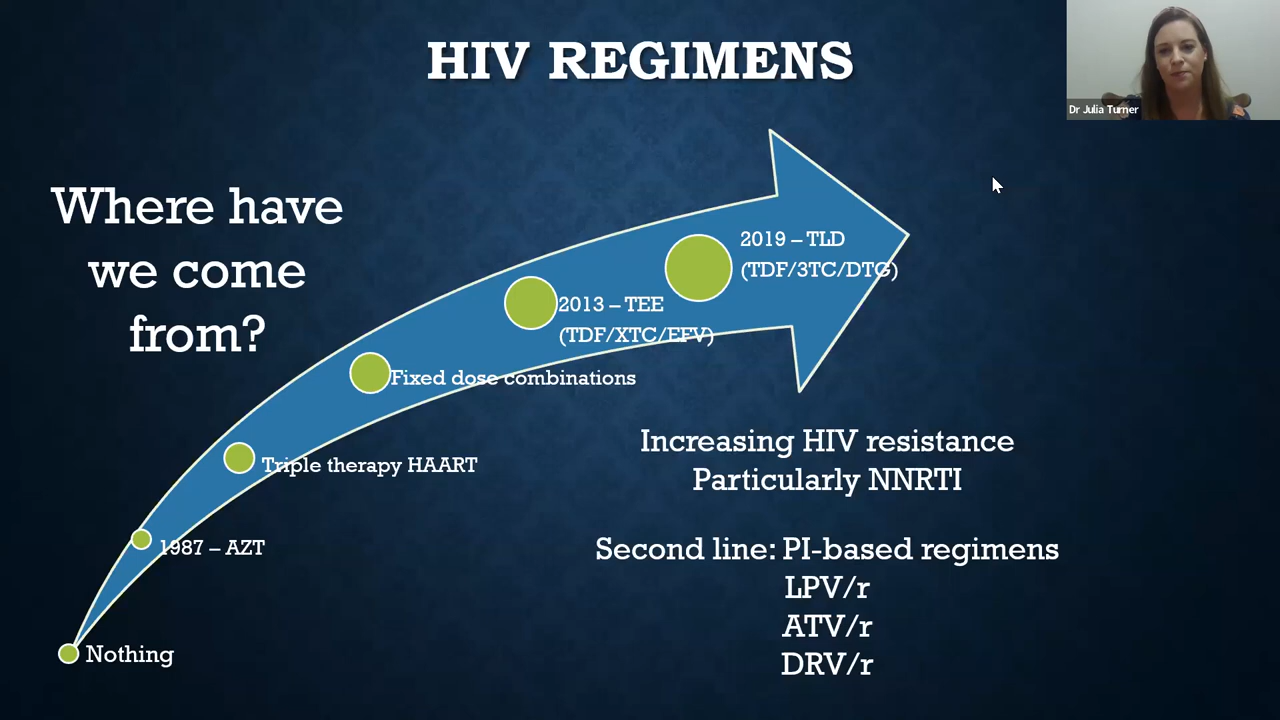 HIV REGIMENS
Dr Julia Turner
Where have
we come
from?
2019 – TLD
(TDF/3TC/DTG)
2013 – TEE
(TDF/XTC/EFV)
Fixed dose combinations
Triple therapy HAART
1987 – AZT
Nothing
Increasing HIV resistance
Particularly NNRTI
Second line: PI-based regimens
LPV/r
ATV/r
DRV/r